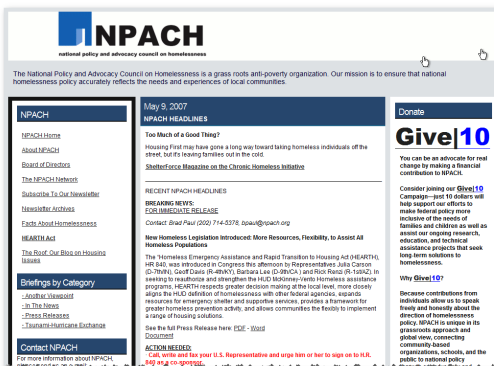 NPACH
national policy and advocacy council on homelessness
The National Policy and Advocacy Council on Homelessness is a grass roots anti-poverty organization. Our mission is to ensure that national
homelessness policy accurately reflects the needs and experiences of local communities.
NPACH
NPACH Home
About NPACH
Board of Directors
The NPACH Network
Subscribe To Our Newsletter
Newsletter Archives
Facts About Homelessness
HEARTH Act
The Roof: Our Blog on Housing
Issues
Briefings by Category
- Another Viewpoint
- In The News
- Press Releases
- Tsunami-Hurricane Exchange
Contact NPACH
For more information about NPACH,
May 9, 2007
NPACH HEADLINES
Too Much of a Good Thing?
Housing First may have gone a long way toward taking homeless individuals off the
street, but it's leaving families out in the cold.
ShelterForce Magazine on the Chronic Homeless Initiative
RECENT NPACH HEADLINES
BREAKING NEWS:
FOR IMMEDIATE RELEASE
Contact: Brad Paul (202) 714-5378, bpaul@npach.org
New Homeless Legislation Introduced: More Resources, Flexibility, to Assist All
Homeless Populations
The 'Homeless Emergency Assistance and Rapid Transition to Housing Act (HEARTH),
HR 840, was introduced in Congress this afternoon by Representatives Julia Carson
(D-7th/IN), Geoff Davis (R-4th/KY), Barbara Lee (D-9th/CA ) and Rick Renzi (R-1st/AZ). In
seeking to reauthorize and strengthen the HUD McKinney-Vento Homeless assistance
programs, HEARTH respects greater decision making at the local level, more closely
aligns the HUD definition of homelessness with other federal agencies, expands
resources for emergency shelter and supportive services, provides a framework for
greater homeless prevention activity, and allows communities the flexibly to implement
a range of housing solutions.
See the full Press Release here: PDF - Word
Document
ACTION NEEDED:
Call, write and fax your U.S. Representative and urge him or her to sign on to H.R.
840 as a co-sponsor.
Donate
Give|10
You can be an advocate for real
change by making a financial
contribution to NPACH.
Consider joining our Give|10
Campaign—just 10 dollars will
help support our efforts to
make federal policy more
inclusive of the needs of
families and children as well as
assist our ongoing research,
education, and technical
assistance projects that seek
long-term solutions to
homelessness.
Why Give|10?
Because contributions from
individuals allow us to speak
freely and honestly about the
direction of homelessness
policy. NPACH is unique in its
grassroots approach and
global view, connecting
community-based
organizations, schools, and the
public to national policy